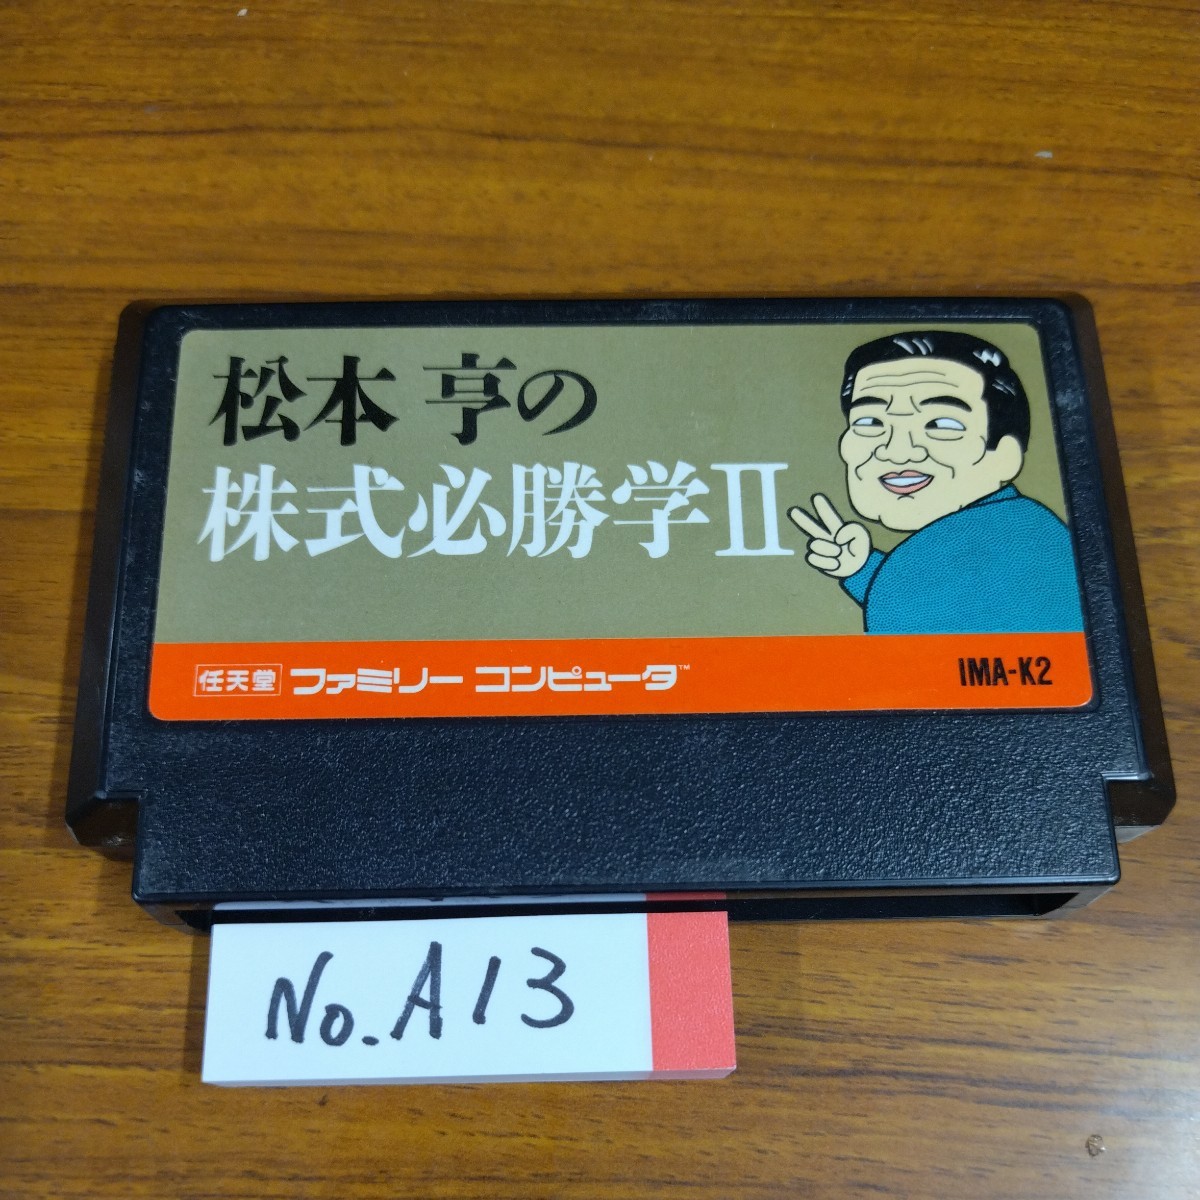 松本 亨の
株式必勝学II
任天堂 ファミリー コンピュータ™ IMA-K2
No. A13